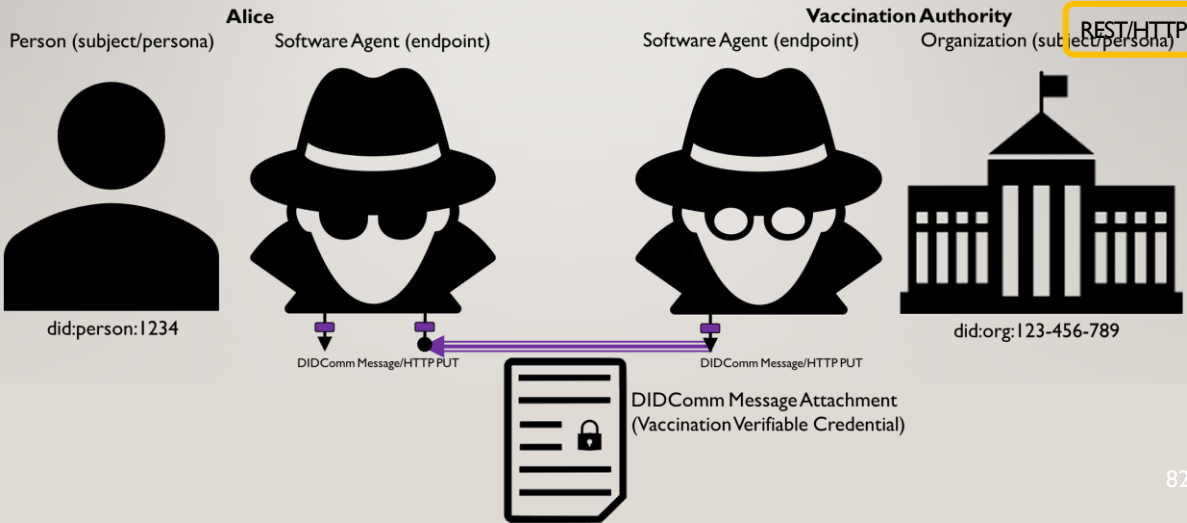 Alice
Person (subject/persona)
Software Agent (endpoint)
Vaccination Authority
Software Agent (endpoint)
Organization (subject/persona)
REST/HTTP
did:person:1234
did:org:123-456-789
DIDComm Message/HTTP PUT
DIDComm Message/HTTP PUT
DIDComm Message Attachment
(Vaccination Verifiable Credential)
82